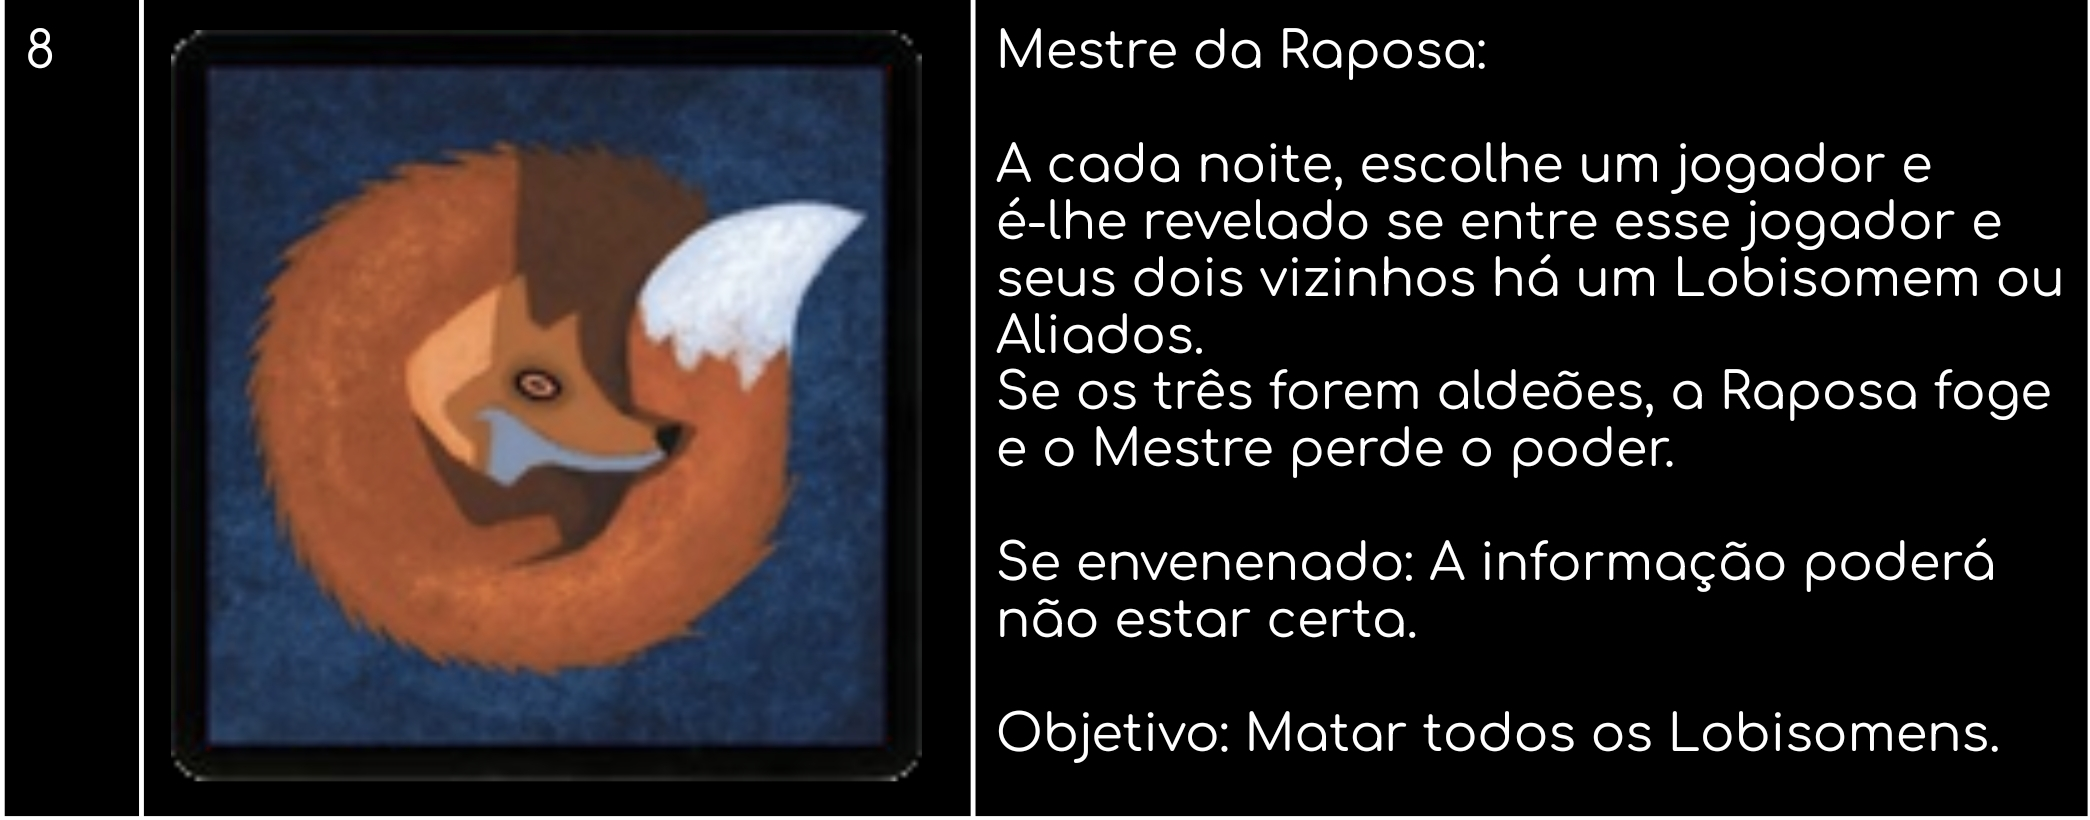 8
Mestre da Raposa:
A cada noite, escolhe um jogador e
é-lhe revelado se entre esse jogador e
seus dois vizinhos há um Lobisomem ou
Aliados.
Se os três forem aldeões, a Raposa foge
e o Mestre perde o poder.
Se envenenado: A informação poderá
não estar certa.
Objetivo: Matar todos os Lobisomens.